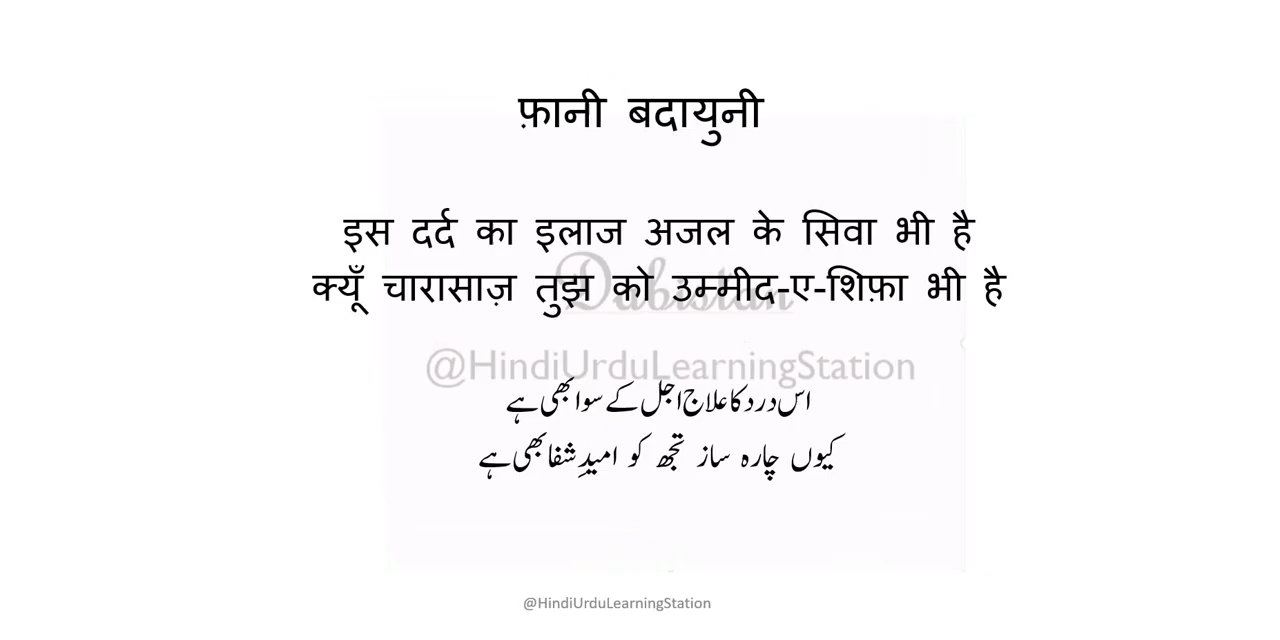 फ़ानी बदायुनी
इस दर्द का इलाज अजल के सिवा भी है
क्यूँ चारासाज़ तुझ को उम्मीद-ए-शिफ़ा भी है
Dabistan
@HindiUrduLearningStation
اس درد کا علاج اجل کے سوا بھی ہے
کیوں چارہ ساز تجھ کو امیدِ شفا بھی ہے
@HindiUrduLearningStation